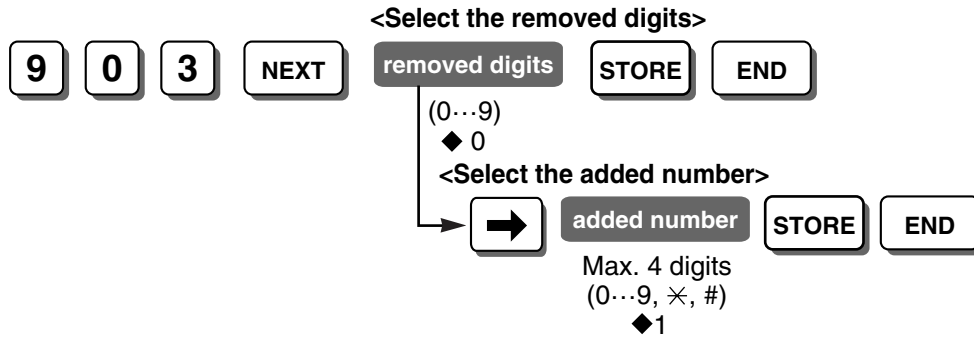 <Select the removed digits>
9 0 3 NEXT removed digits STORE END
(0···9)
◆ 0
<Select the added number>
➡ added number STORE END
Max. 4 digits
(0···9, ✳, #)
◆1